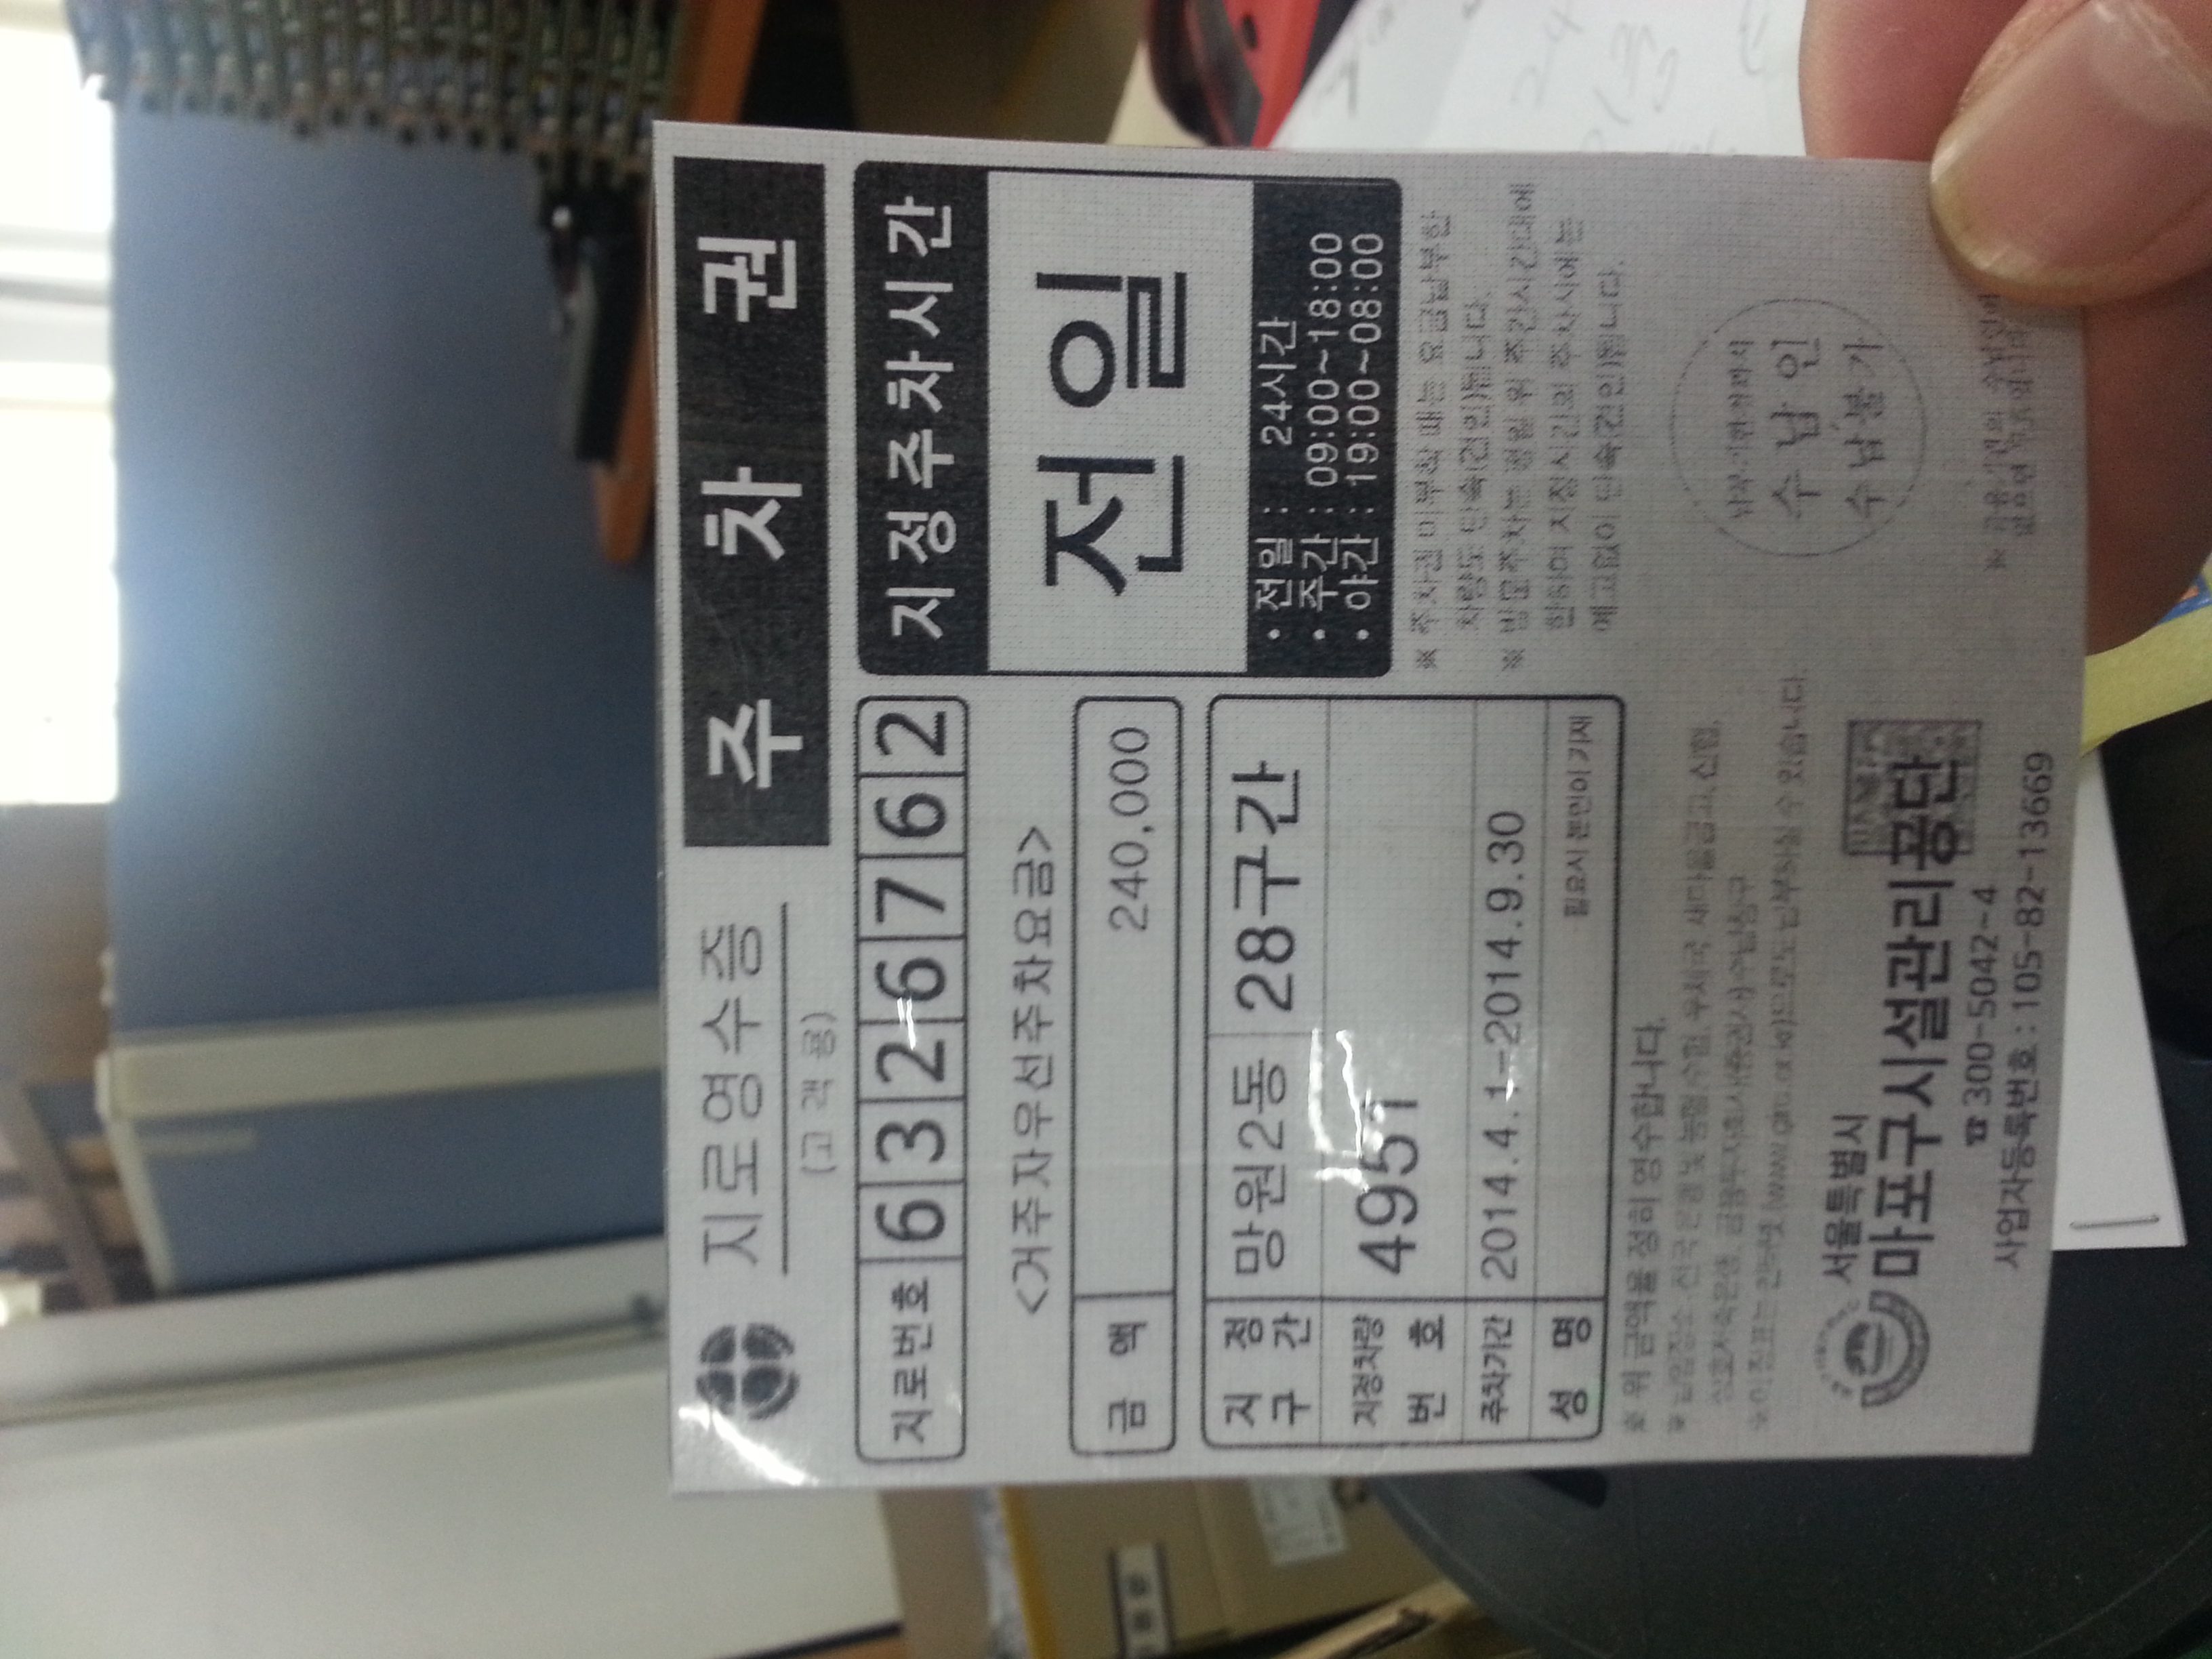 지로영수증
(고객용)
주 차 권
지로번호 6 3 2 6 7 6 2
<거주자우선주차요금>
금 액 240,000
지정구간 망원2동 28구간
지정차량번호 4951
주차기간 2014.4.1-2014.9.30
성 명 필요시 본인이 기재
지정주차시간
전일
· 전일 : 24시간
· 주간 : 09:00~18:00
· 야간 : 19:00~08:00
※ 주차권 미부착 때는 요금납부한
차량도 단속(견인)됩니다.
※ 방문주차는 정월 위 주간시간대에
한하며 지정시간외 주차시에는
예고없이 단속(견인)됩니다.
※ 위 금액을 정히 영수합니다.
수 납 인
수 납 불 가
서울특별시
마포구시설관리공단
☎ 300-5042~4
사업자등록번호 : 105-82-13669